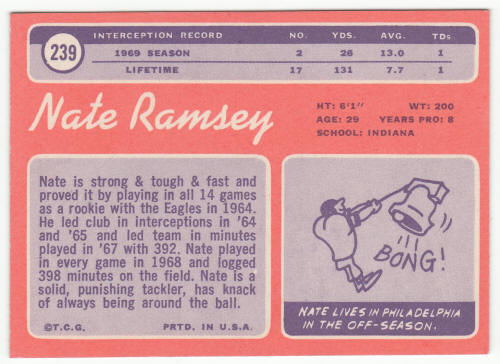 239
INTERCEPTION RECORD NO. YDS. AVG. TDs
1969 SEASON 2 26 13.0 1
LIFETIME 17 131 7.7 1
Nate Ramsey
HT: 6'1" WT: 200
AGE: 29 YEARS PRO: 8
SCHOOL: INDIANA
Nate is strong & tough & fast and
proved it by playing in all 14 games
as a rookie with the Eagles in 1964.
He led club in interceptions in '64
and '65 and led team in minutes
played in '67 with 392. Nate played
in every game in 1968 and logged
398 minutes on the field. Nate is a
solid, punishing tackler, has knack
of always being around the ball.
©T.C.G. PRTD. IN U.S.A.
BONG!
NATE LIVES IN PHILADELPHIA
IN THE OFF-SEASON.